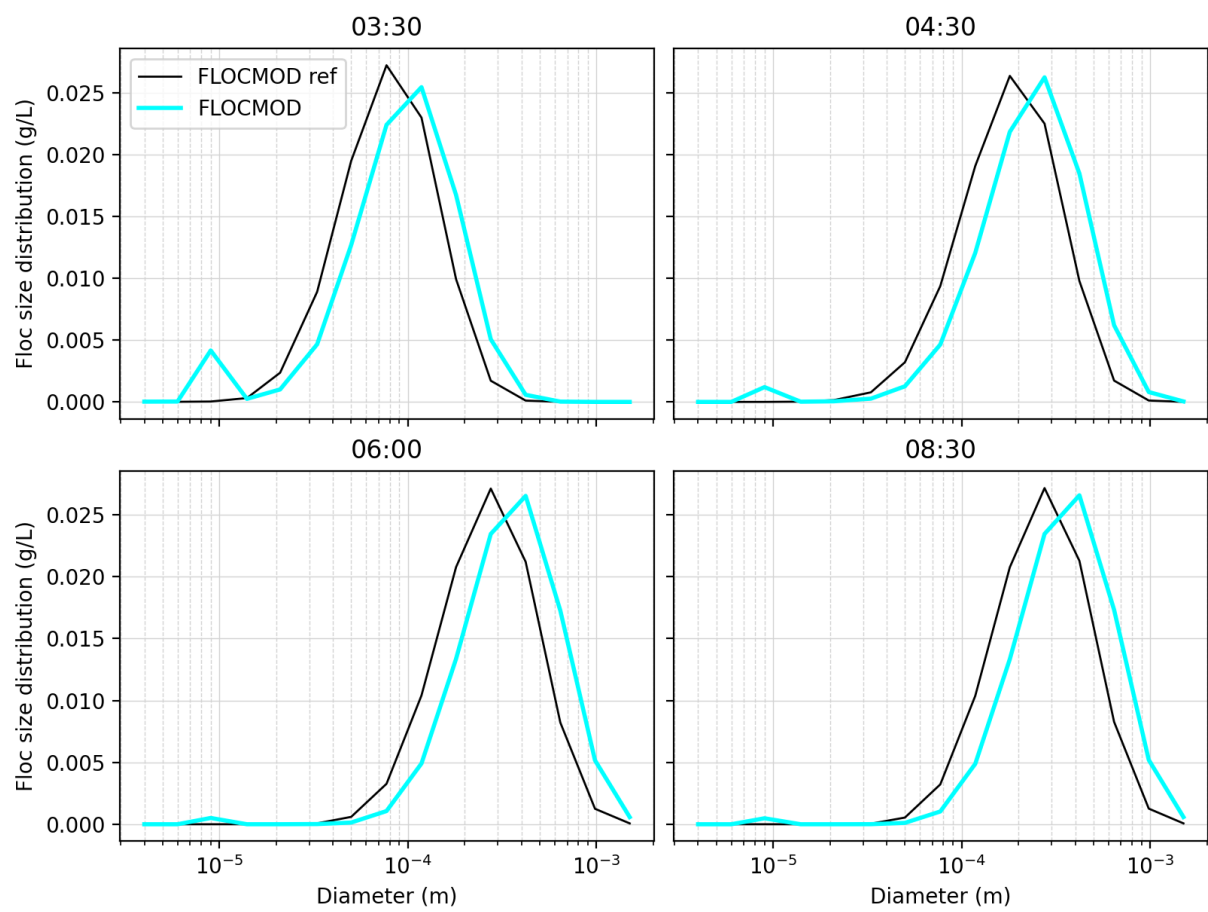 03:30
04:30
FLOCMOD ref
FLOCMOD
Floc size distribution (g/L)
0.025
0.020
0.015
0.010
0.005
0.000
06:00
08:30
Floc size distribution (g/L)
0.025
0.020
0.015
0.010
0.005
0.000
10⁻⁵ 10⁻⁴ 10⁻³
10⁻⁵ 10⁻⁴ 10⁻³
Diameter (m)
Diameter (m)